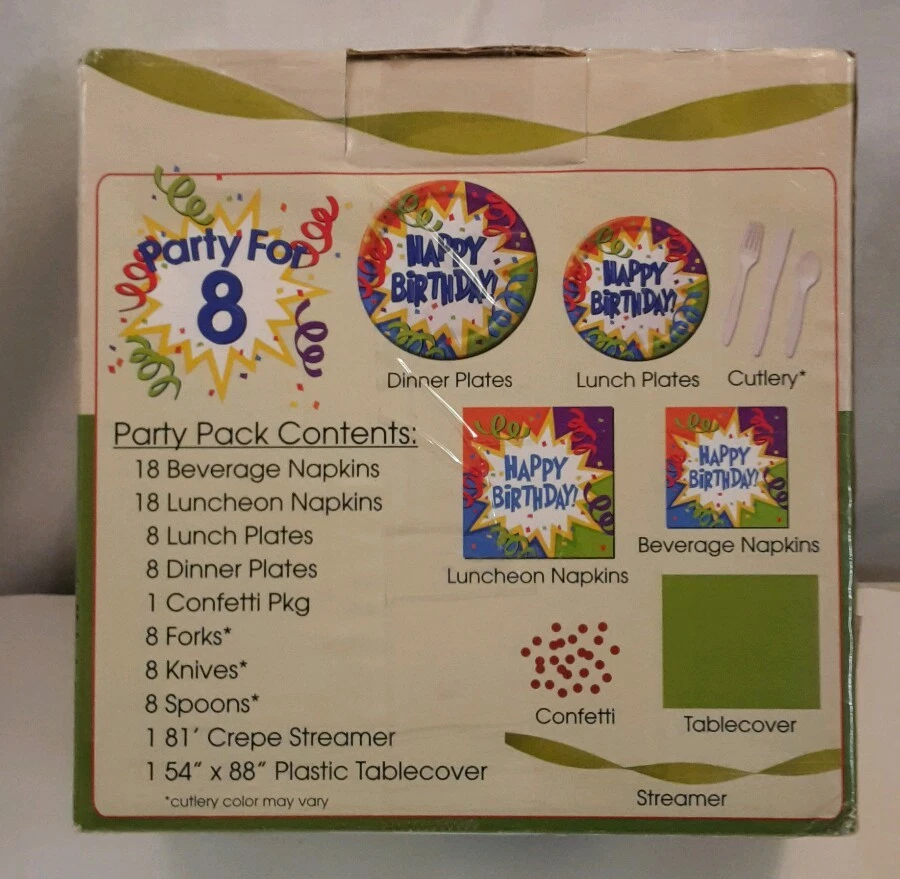 Party For
8
HAPPY
BIRTHDAY!
HAPPY
BIRTHDAY!
Dinner Plates
Lunch Plates
Cutlery*
Party Pack Contents:
18 Beverage Napkins
18 Luncheon Napkins
8 Lunch Plates
8 Dinner Plates
1 Confetti Pkg
8 Forks*
8 Knives*
8 Spoons*
1 81′ Crepe Streamer
1 54″ x 88″ Plastic Tablecover
*cutlery color may vary
HAPPY
BIRTHDAY!
Luncheon Napkins
HAPPY
BIRTHDAY!
Beverage Napkins
Confetti
Tablecover
Streamer